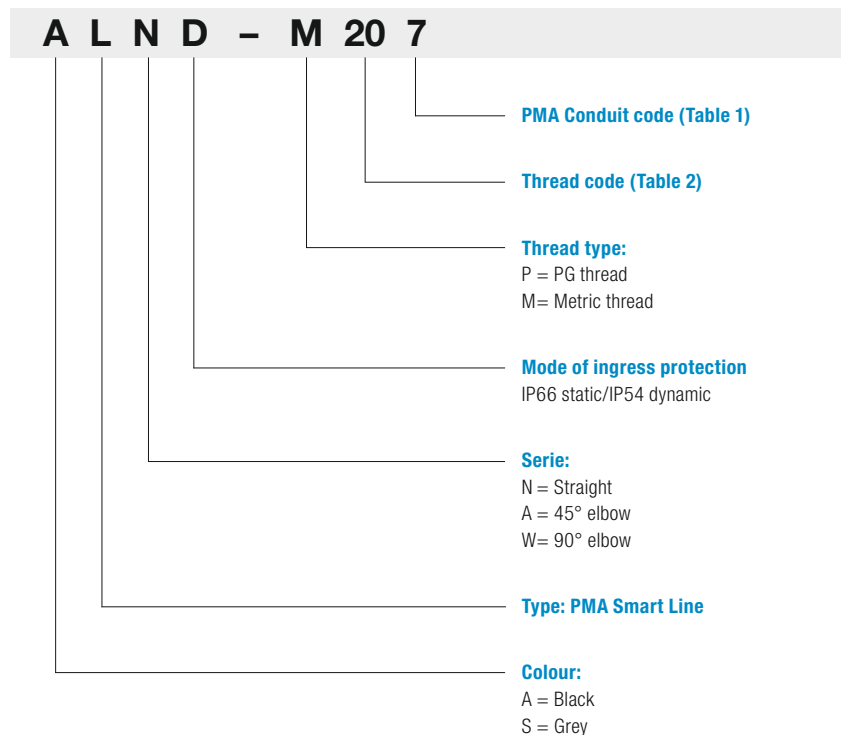 A L N D – M 20 7
PMA Conduit code (Table 1)
Thread code (Table 2)
Thread type:
P = PG thread
M= Metric thread
Mode of ingress protection
IP66 static/IP54 dynamic
Serie:
N = Straight
A = 45° elbow
W= 90° elbow
Type: PMA Smart Line
Colour:
A = Black
S = Grey